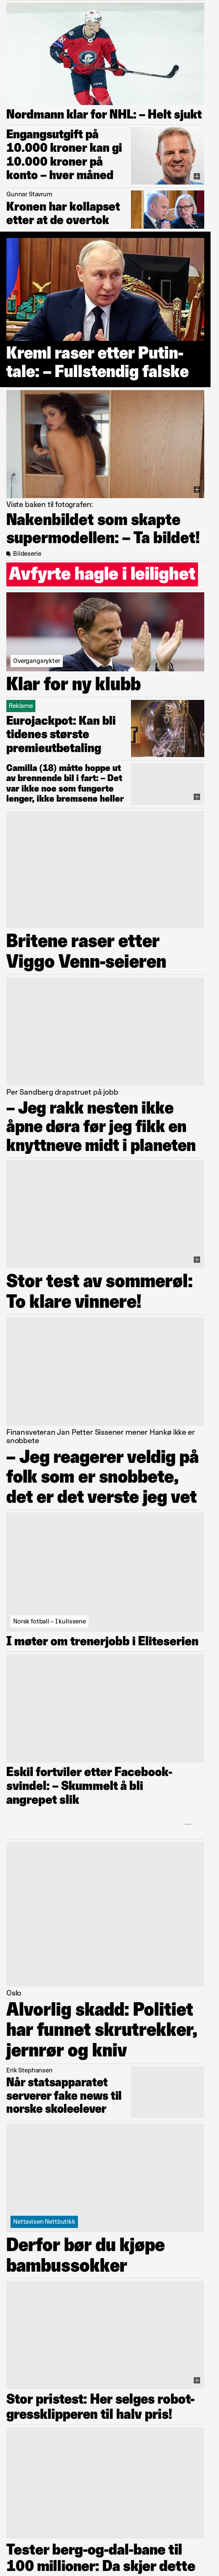 Nordmann klar for NHL: – Helt sjukt
Engangsutgift på
10.000 kroner kan gi
10.000 kroner på
konto – hver måned
Gunnar Stavrum
Kronen har kollapset
etter at de overtok
Kreml raser etter Putin-
tale: – Fullstendig falske
Viste baken til fotografen:
Nakenbildet som skapte
supermodellen: – Ta bildet!
Bildeserie
Avfyrte hagle i leilighet
Overgangsrykter
Klar for ny klubb
Reklame
Eurojackpot: Kan bli
tidenes største
premieutbetaling
Camilla (18) måtte hoppe ut
av brennende bil i fart: – Det
var ikke noe som fungerte
lenger, ikke bremsene heller
Britene raser etter
Viggo Venn-seieren
Per Sandberg drapstruet på jobb
– Jeg rakk nesten ikke
åpne døra før jeg fikk en
knyttneve midt i planeten
Stor test av sommerøl:
To klare vinnere!
Finansveteran Jan Petter Sissener mener Hankø ikke er
snobbete
– Jeg reagerer veldig på
folk som er snobbete,
det er det verste jeg vet
Norsk fotball – I kulissene
I møter om trenerjobb i Eliteserien
Eskil fortviler etter Facebook-
svindel: – Skummelt å bli
angrepet slik
Oslo
Alvorlig skadd: Politiet
har funnet skrutrekker,
jernrør og kniv
Erik Stephansen
Når statsapparatet
serverer fake news til
norske skoleelever
Nettavisen Nettbutikk
Derfor bør du kjøpe
bambussokker
Stor pristest: Her selges robot-
gressklipperen til halv pris!
Tester berg-og-dal-bane til
100 millioner: Da skjer dette